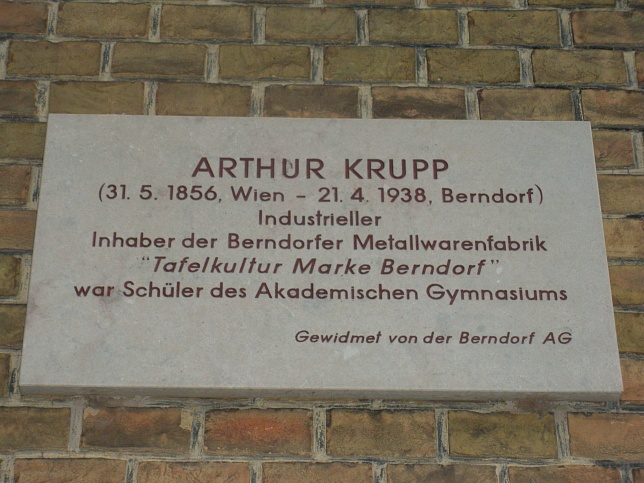 ARTHUR KRUPP
(31. 5. 1856, Wien – 21. 4. 1938, Berndorf)
Industrieller
Inhaber der Berndorfer Metallwarenfabrik
"Tafelkultur Marke Berndorf"
war Schüler des Akademischen Gymnasiums
Gewidmet von der Berndorf AG